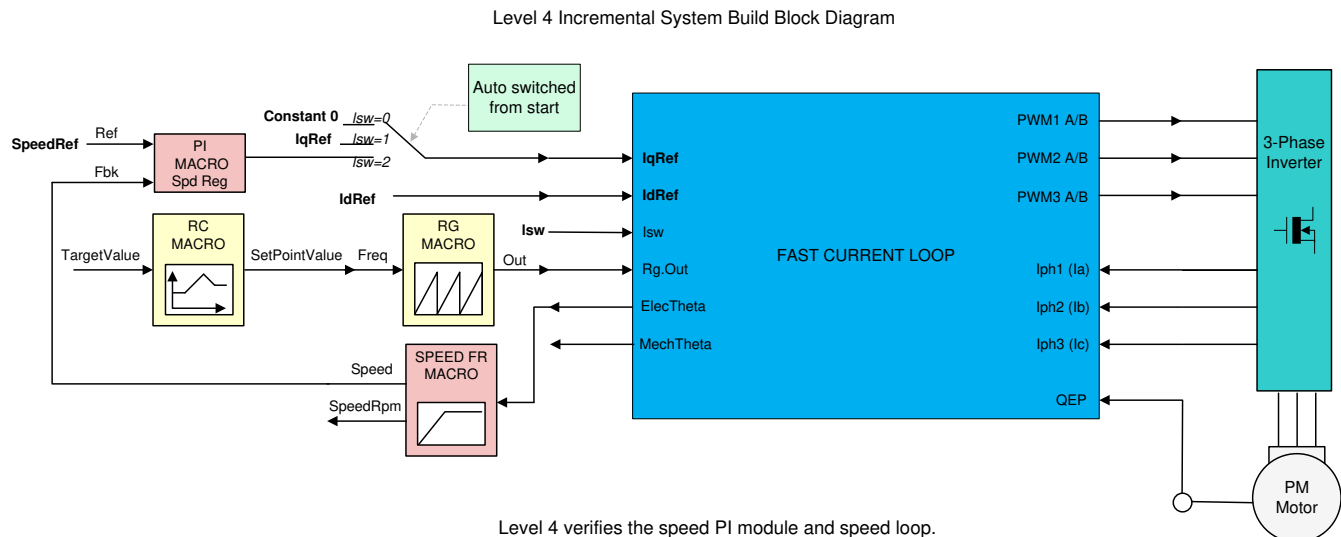 Level 4 Incremental System Build Block Diagram
Auto switched
from start
Constant 0
Isw=0
IqRef
Isw=1
Isw=2
SpeedRef
Ref
Fbk
PI
MACRO
Spd Reg
IdRef
Isw
TargetValue
RC
MACRO
SetPointValue
Freq
RG
MACRO
Out
Speed
SpeedRpm
SPEED FR
MACRO
IqRef
IdRef
Isw
Rg.Out
ElecTheta
MechTheta
FAST CURRENT LOOP
PWM1 A/B
PWM2 A/B
PWM3 A/B
Iph1 (Ia)
Iph2 (Ib)
Iph3 (Ic)
QEP
3-Phase
Inverter
PM
Motor
Level 4 verifies the speed PI module and speed loop.